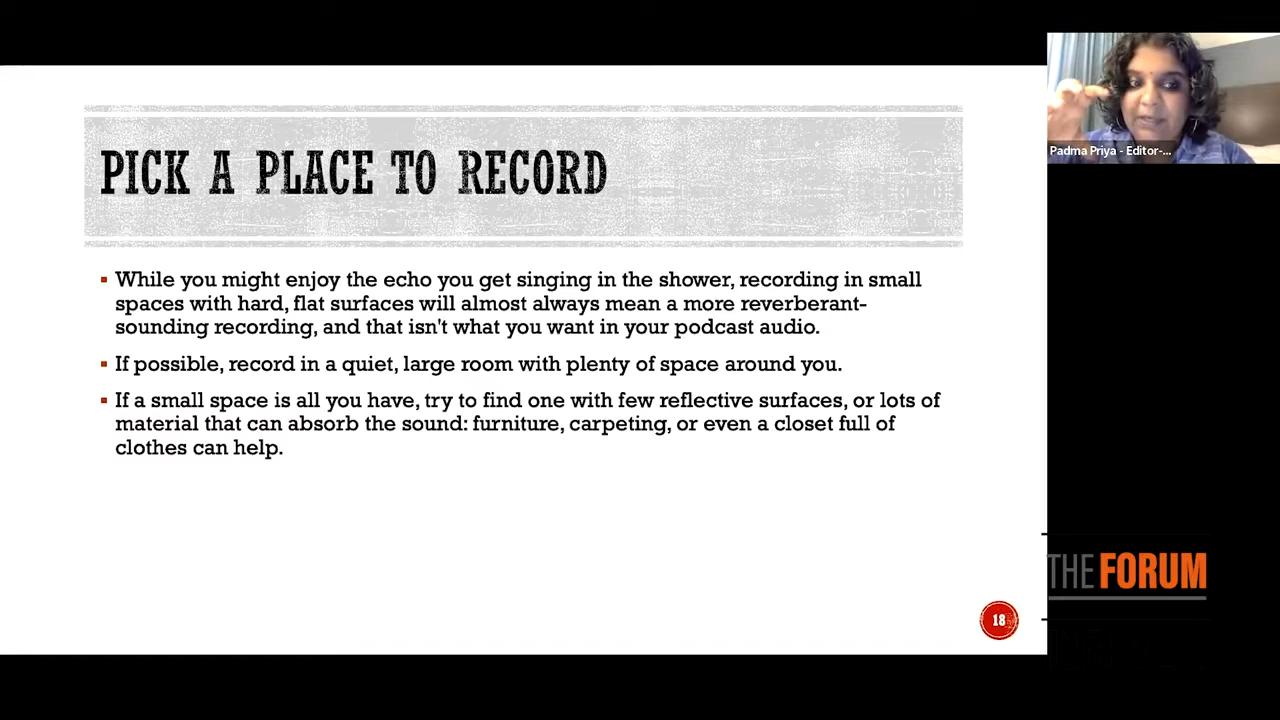 PICK A PLACE TO RECORD
While you might enjoy the echo you get singing in the shower, recording in small
spaces with hard, flat surfaces will almost always mean a more reverberant-
sounding recording, and that isn't what you want in your podcast audio.
If possible, record in a quiet, large room with plenty of space around you.
If a small space is all you have, try to find one with few reflective surfaces, or lots of
material that can absorb the sound: furniture, carpeting, or even a closet full of
clothes can help.
18
Padma Priya - Editor-...
THE FORUM